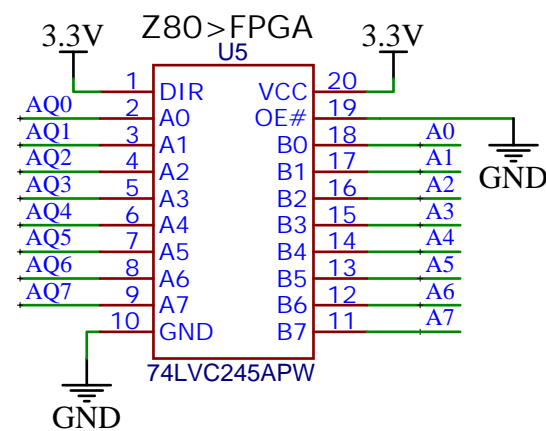 Z80>FPGA
3.3V U5 3.3V
1 DIR VCC 20
AQ0 2 A0 OE# 19
AQ1 3 A1 B0 18 A0
AQ2 4 A2 B1 17 A1
AQ3 5 A3 B2 16 A2
AQ4 6 A4 B3 15 A3
AQ5 7 A5 B4 14 A4
AQ6 8 A6 B5 13 A5
AQ7 9 A7 B6 12 A6
10 GND B7 11 A7
GND
74LVC245APW
GND